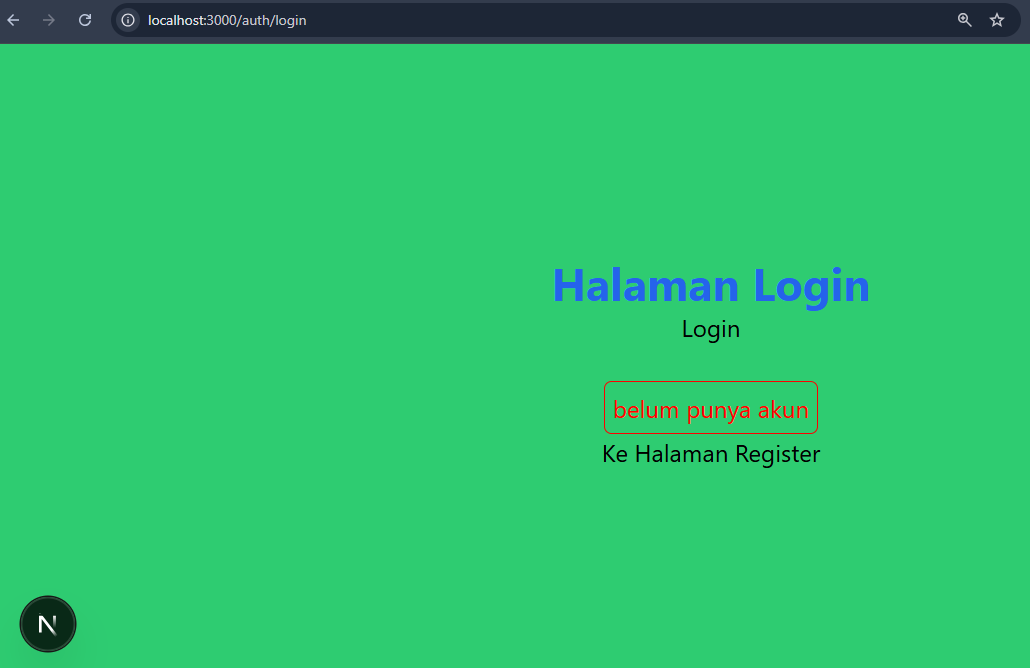 localhost:3000/auth/login
Halaman Login
Login
belum punya akun
Ke Halaman Register
N